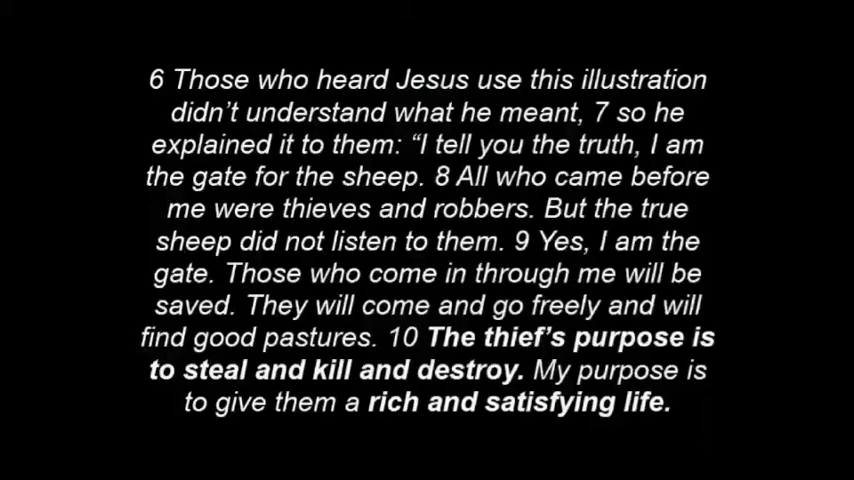 6 Those who heard Jesus use this illustration
didn’t understand what he meant, 7 so he
explained it to them: “I tell you the truth, I am
the gate for the sheep. 8 All who came before
me were thieves and robbers. But the true
sheep did not listen to them. 9 Yes, I am the
gate. Those who come in through me will be
saved. They will come and go freely and will
find good pastures. 10 The thief’s purpose is
to steal and kill and destroy. My purpose is
to give them a rich and satisfying life.